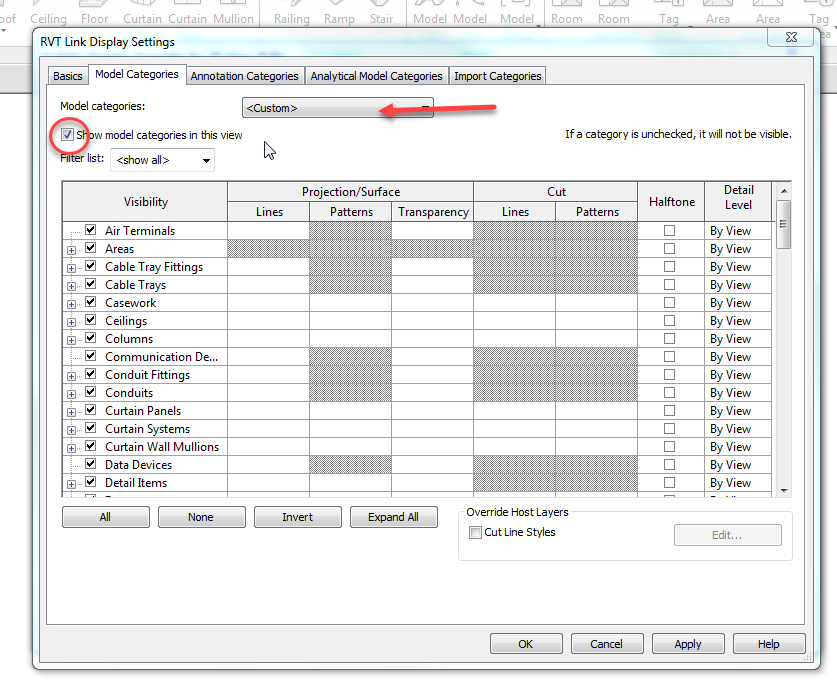 oof Ceiling Floor Curtain Curtain Mullion Railing Ramp Stair Model Model Model Room Room Tag Area Area Tag
RVT Link Display Settings
Basics Model Categories Annotation Categories Analytical Model Categories Import Categories
Model categories: <Custom>
Show model categories in this view If a category is unchecked, it will not be visible.
Filter list: <show all>
Visibility Projection/Surface Cut Halftone Detail Level
Lines Patterns Transparency Lines Patterns
Air Terminals By View
Areas By View
Cable Tray Fittings By View
Cable Trays By View
Casework By View
Ceilings By View
Columns By View
Communication De... By View
Conduit Fittings By View
Conduits By View
Curtain Panels By View
Curtain Systems By View
Curtain Wall Mullions By View
Data Devices By View
Detail Items By View
All None Invert Expand All
Override Host Layers
Cut Line Styles Edit...
OK Cancel Apply Help